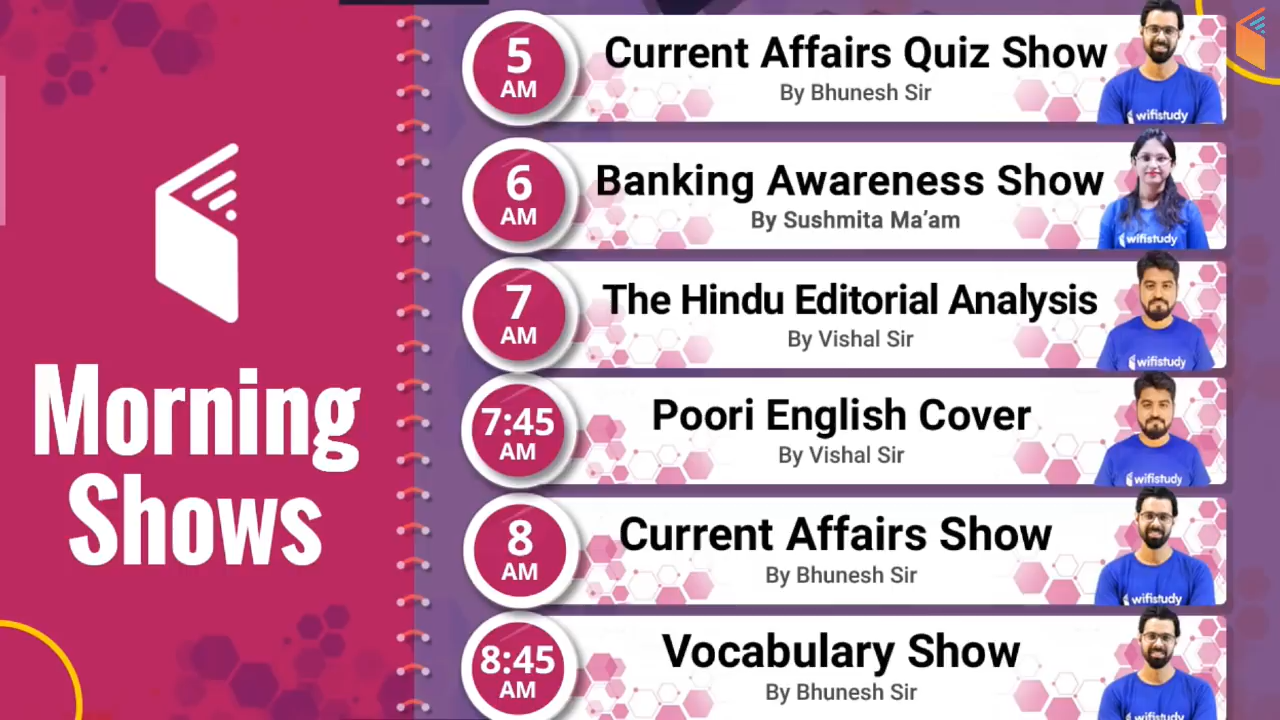 Morning
Shows
5
AM
Current Affairs Quiz Show
By Bhunesh Sir
wifistudy
6
AM
Banking Awareness Show
By Sushmita Ma’am
wifistudy
7
AM
The Hindu Editorial Analysis
By Vishal Sir
wifistudy
7:45
AM
Poori English Cover
By Vishal Sir
wifistudy
8
AM
Current Affairs Show
By Bhunesh Sir
wifistudy
8:45
AM
Vocabulary Show
By Bhunesh Sir